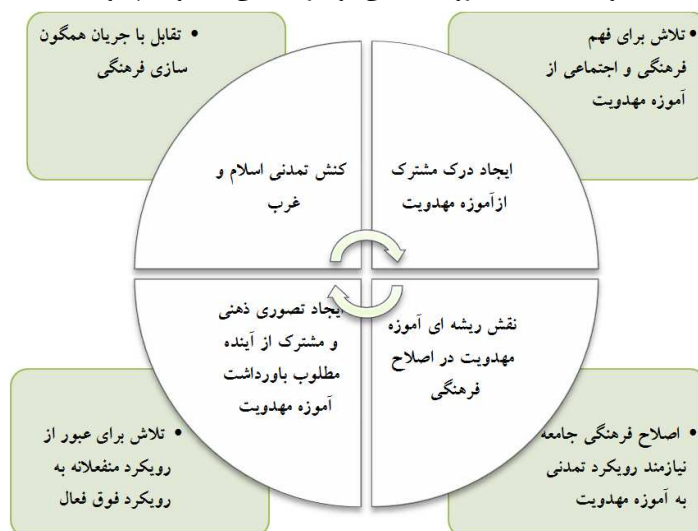 تلاش برای فهم
فرهنگی و اجتماعی از
آموزه مهدویت
تقابل با جریان همگون
سازی فرهنگی
ایجاد درک مشترک
ازآموزه مهدویت
کنش تمدنی اسلام و
غرب
نقش ریشه ای آموزه
مهدویت در اصلاح
فرهنگی
ایجاد تصوری ذهنی
و مشترک از آینده
مطلوب باورداشت
آموزه مهدویت
اصلاح فرهنگی جامعه
نیازمند رویکرد تمدنی
به آموزه مهدویت
تلاش برای عبور از
رویکرد منفعلانه به
رویکرد فوق فعال